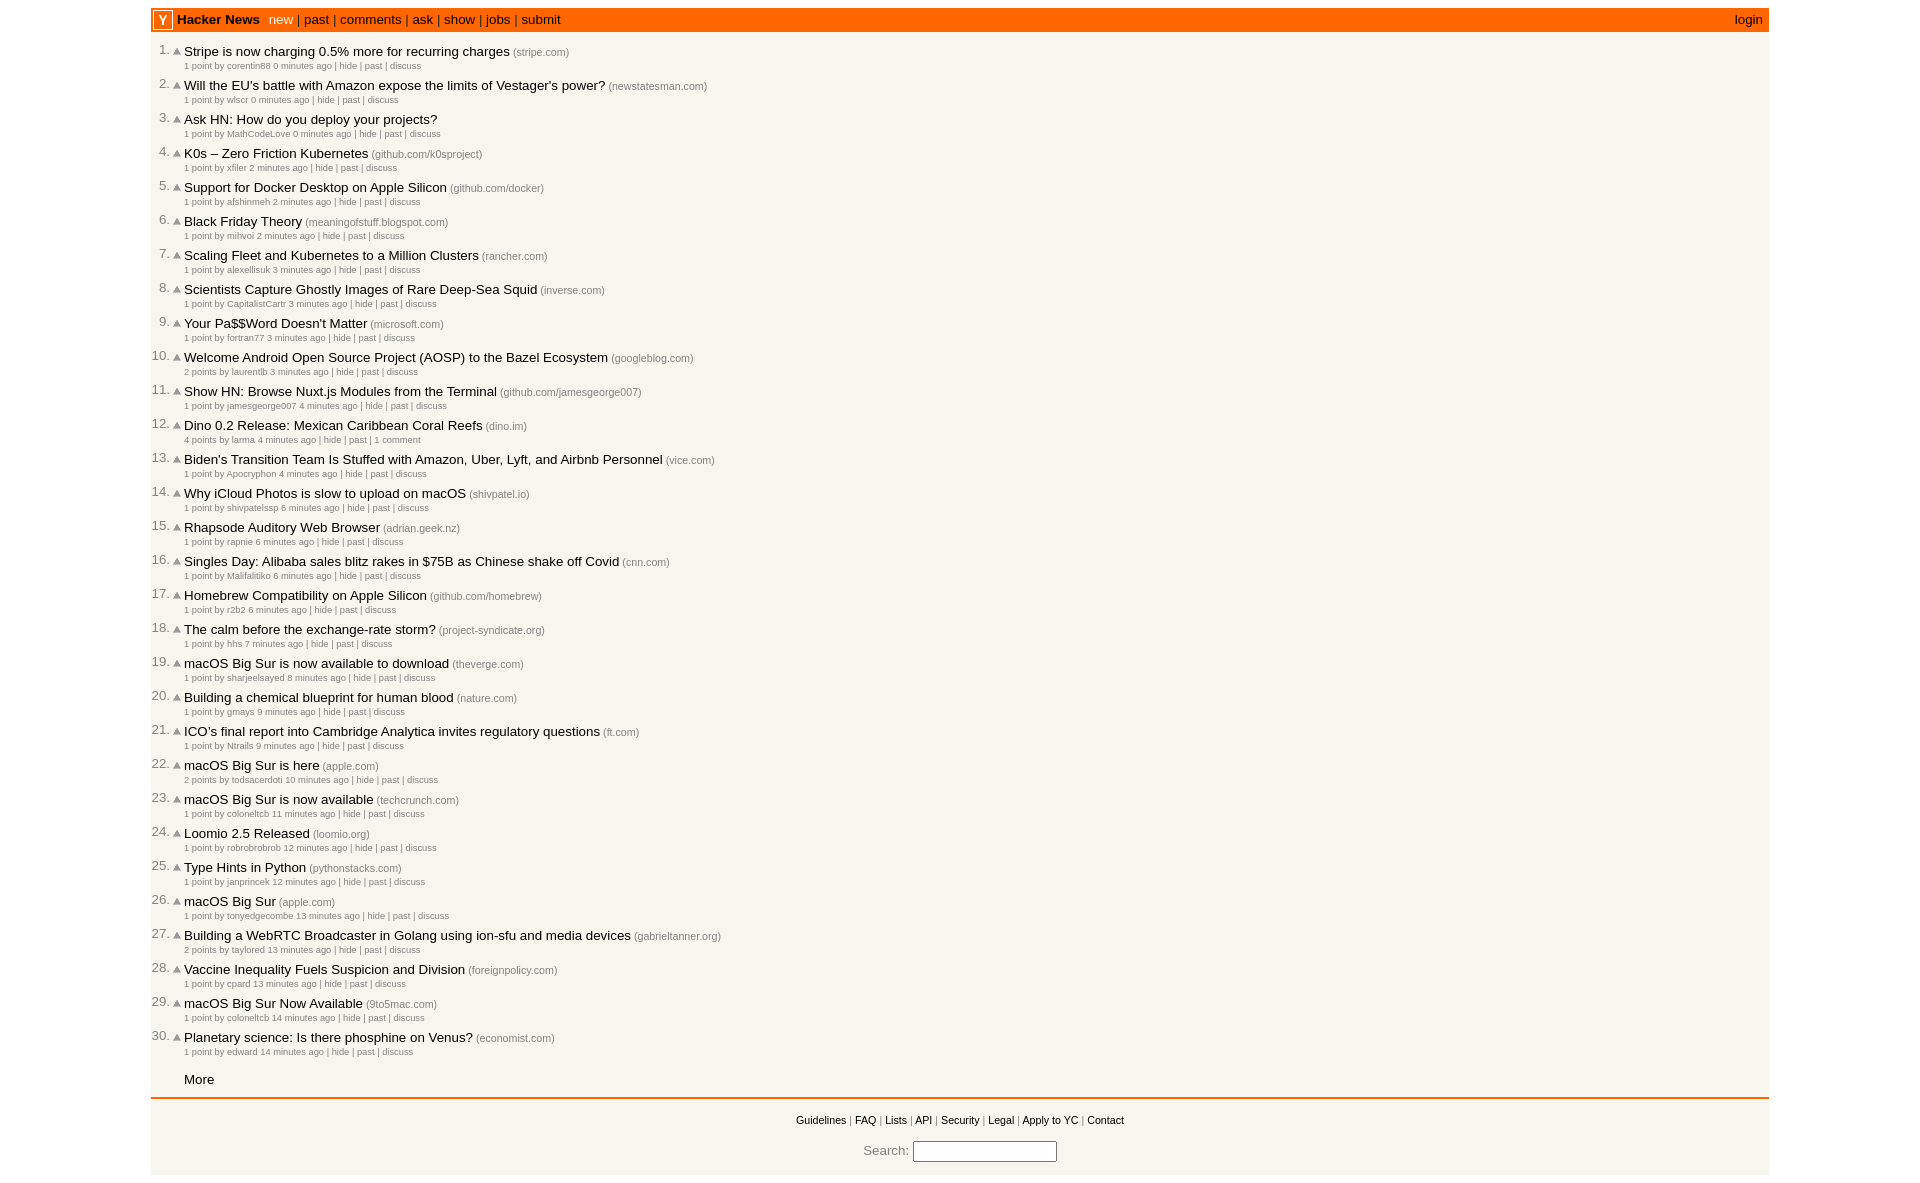 Y Hacker News new | past | comments | ask | show | jobs | submit login
1. Stripe is now charging 0.5% more for recurring charges (stripe.com)
1 point by corentin88 0 minutes ago | hide | past | discuss
2. Will the EU's battle with Amazon expose the limits of Vestager's power? (newstatesman.com)
1 point by wlscr 0 minutes ago | hide | past | discuss
3. Ask HN: How do you deploy your projects?
1 point by MathCodeLove 0 minutes ago | hide | past | discuss
4. K0s – Zero Friction Kubernetes (github.com/k0sproject)
1 point by xfiler 2 minutes ago | hide | past | discuss
5. Support for Docker Desktop on Apple Silicon (github.com/docker)
1 point by afshinmeh 2 minutes ago | hide | past | discuss
6. Black Friday Theory (meaningofstuff.blogspot.com)
1 point by mihvoi 2 minutes ago | hide | past | discuss
7. Scaling Fleet and Kubernetes to a Million Clusters (rancher.com)
1 point by alexellisuk 3 minutes ago | hide | past | discuss
8. Scientists Capture Ghostly Images of Rare Deep-Sea Squid (inverse.com)
1 point by CapitalistCartr 3 minutes ago | hide | past | discuss
9. Your Pa$$Word Doesn't Matter (microsoft.com)
1 point by fortran77 3 minutes ago | hide | past | discuss
10. Welcome Android Open Source Project (AOSP) to the Bazel Ecosystem (googleblog.com)
2 points by laurentlb 3 minutes ago | hide | past | discuss
11. Show HN: Browse Nuxt.js Modules from the Terminal (github.com/jamesgeorge007)
1 point by jamesgeorge007 4 minutes ago | hide | past | discuss
12. Dino 0.2 Release: Mexican Caribbean Coral Reefs (dino.im)
4 points by larma 4 minutes ago | hide | past | 1 comment
13. Biden's Transition Team Is Stuffed with Amazon, Uber, Lyft, and Airbnb Personnel (vice.com)
1 point by Apocryphon 4 minutes ago | hide | past | discuss
14. Why iCloud Photos is slow to upload on macOS (shivpatel.io)
1 point by shivpatelssp 6 minutes ago | hide | past | discuss
15. Rhapsode Auditory Web Browser (adrian.geek.nz)
1 point by rapnie 6 minutes ago | hide | past | discuss
16. Singles Day: Alibaba sales blitz rakes in $75B as Chinese shake off Covid (cnn.com)
1 point by Malifalitiko 6 minutes ago | hide | past | discuss
17. Homebrew Compatibility on Apple Silicon (github.com/homebrew)
1 point by r2b2 6 minutes ago | hide | past | discuss
18. The calm before the exchange-rate storm? (project-syndicate.org)
1 point by hhs 7 minutes ago | hide | past | discuss
19. macOS Big Sur is now available to download (theverge.com)
1 point by sharjeelsayed 8 minutes ago | hide | past | discuss
20. Building a chemical blueprint for human blood (nature.com)
1 point by gmays 9 minutes ago | hide | past | discuss
21. ICO's final report into Cambridge Analytica invites regulatory questions (ft.com)
1 point by Ntrails 9 minutes ago | hide | past | discuss
22. macOS Big Sur is here (apple.com)
2 points by todsacerdoti 10 minutes ago | hide | past | discuss
23. macOS Big Sur is now available (techcrunch.com)
1 point by coloneltcb 11 minutes ago | hide | past | discuss
24. Loomio 2.5 Released (loomio.org)
1 point by robrobrobrob 12 minutes ago | hide | past | discuss
25. Type Hints in Python (pythonstacks.com)
1 point by janprincek 12 minutes ago | hide | past | discuss
26. macOS Big Sur (apple.com)
1 point by tonyedgecombe 13 minutes ago | hide | past | discuss
27. Building a WebRTC Broadcaster in Golang using ion-sfu and media devices (gabrieltanner.org)
2 points by taylored 13 minutes ago | hide | past | discuss
28. Vaccine Inequality Fuels Suspicion and Division (foreignpolicy.com)
1 point by cpard 13 minutes ago | hide | past | discuss
29. macOS Big Sur Now Available (9to5mac.com)
1 point by coloneltcb 14 minutes ago | hide | past | discuss
30. Planetary science: Is there phosphine on Venus? (economist.com)
1 point by edward 14 minutes ago | hide | past | discuss
More
Guidelines | FAQ | Lists | API | Security | Legal | Apply to YC | Contact
Search: